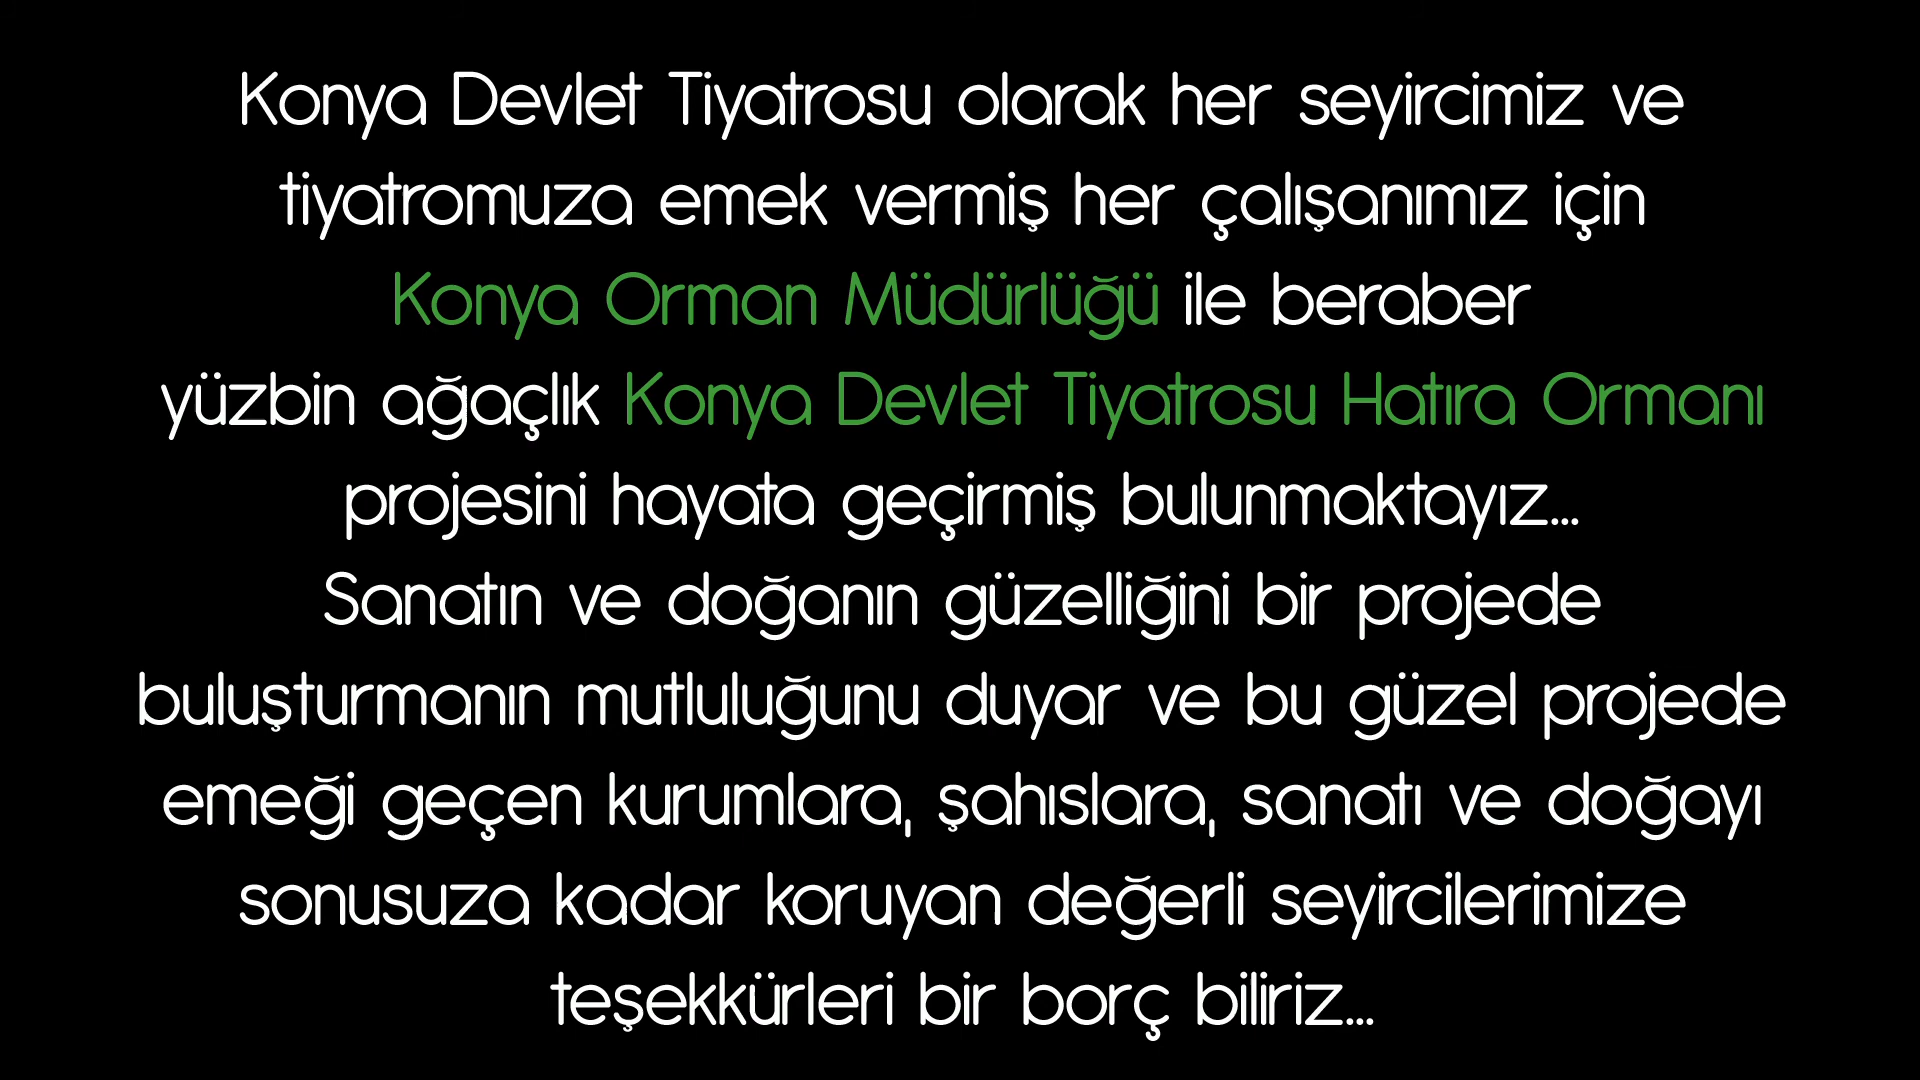 Konya Devlet Tiyatrosu olarak her seyircimiz ve
tiyatromuza emek vermiş her çalışanımız için
Konya Orman Müdürlüğü ile beraber
yüzbin ağaçlık Konya Devlet Tiyatrosu Hatıra Ormanı
projesini hayata geçirmiş bulunmaktayız...
Sanatın ve doğanın güzelliğini bir projede
buluşturmanın mutluluğunu duyar ve bu güzel projede
emeği geçen kurumlara, şahıslara, sanatı ve doğayı
sonusuza kadar koruyan değerli seyircilerimize
teşekkürleri bir borç biliriz...